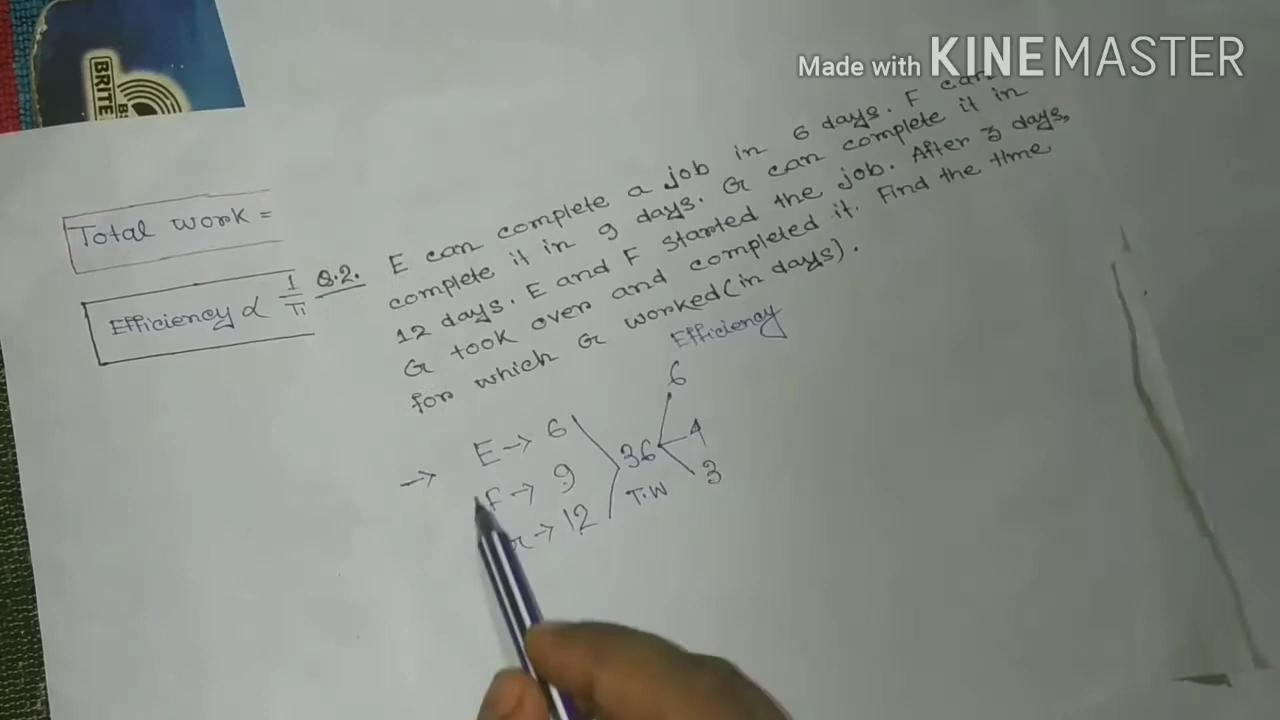 Made with KINEMASTER
BRITE
Total work =
Efficiency ∝ 1/Ti
Q.2. E can complete a job in 6 days. F can
complete it in 9 days. G can complete it in
12 days. E and F started the job. After 3 days,
G took over and completed it. Find the time
for which G worked(in days).
Efficiency
E → 6
F → 9
→ 12
36
T.W
6
4
3